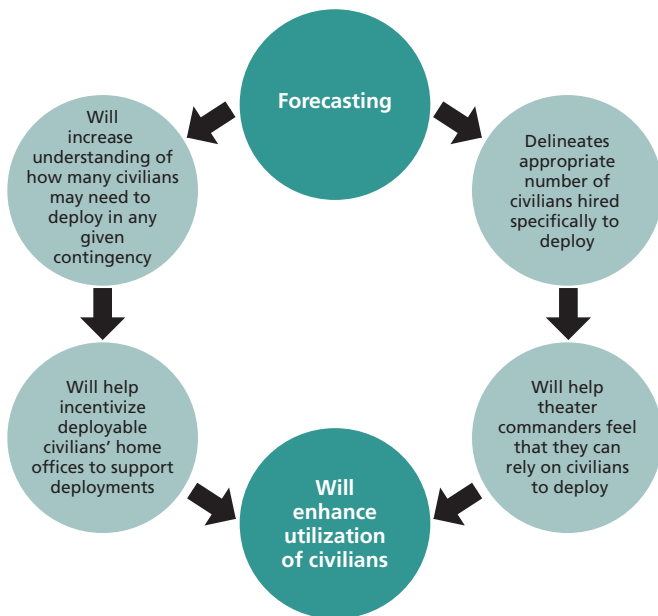 Forecasting
Will
increase
understanding of
how many civilians
may need to
deploy in any
given
contingency
Delineates
appropriate
number of
civilians hired
specifically to
deploy
Will help
incentivize
deployable
civilians’ home
offices to support
deployments
Will help
theater
commanders feel
that they can
rely on civilians
to deploy
Will
enhance
utilization
of civilians